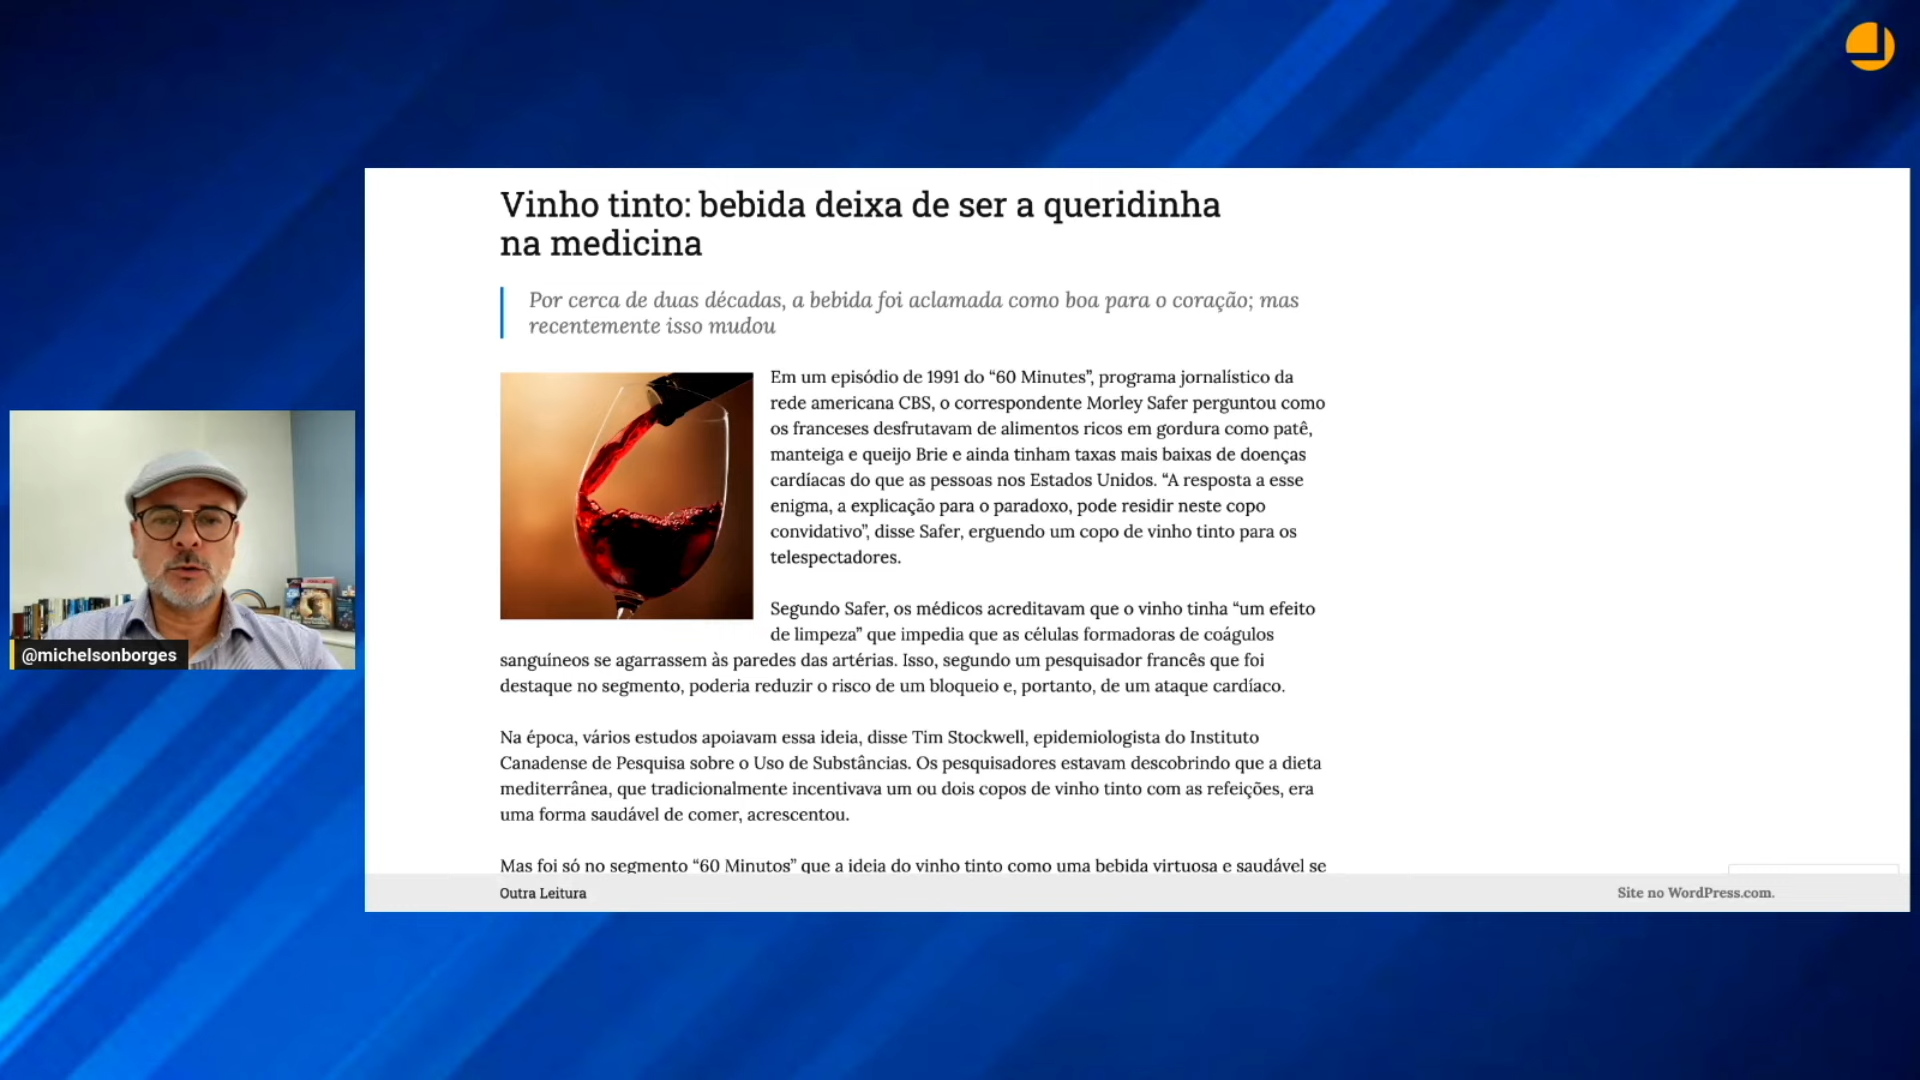 Vinho tinto: bebida deixa de ser a queridinha
na medicina
Por cerca de duas décadas, a bebida foi aclamada como boa para o coração; mas
recentemente isso mudou
Em um episódio de 1991 do “60 Minutes”, programa jornalístico da
rede americana CBS, o correspondente Morley Safer perguntou como
os franceses desfrutavam de alimentos ricos em gordura como patê,
manteiga e queijo Brie e ainda tinham taxas mais baixas de doenças
cardíacas do que as pessoas nos Estados Unidos. “A resposta a esse
enigma, a explicação para o paradoxo, pode residir neste copo
convidativo”, disse Safer, erguendo um copo de vinho tinto para os
telespectadores.
Segundo Safer, os médicos acreditavam que o vinho tinha “um efeito
de limpeza” que impedia que as células formadoras de coágulos
sanguíneos se agarrassem às paredes das artérias. Isso, segundo um pesquisador francês que foi
destaque no segmento, poderia reduzir o risco de um bloqueio e, portanto, de um ataque cardíaco.
Na época, vários estudos apoiavam essa ideia, disse Tim Stockwell, epidemiologista do Instituto
Canadense de Pesquisa sobre o Uso de Substâncias. Os pesquisadores estavam descobrindo que a dieta
mediterrânea, que tradicionalmente incentivava um ou dois copos de vinho tinto com as refeições, era
uma forma saudável de comer, acrescentou.
Mas foi só no segmento “60 Minutos” que a ideia do vinho tinto como uma bebida virtuosa e saudável se
Outra Leitura
Site no WordPress.com.
@michelsonborges